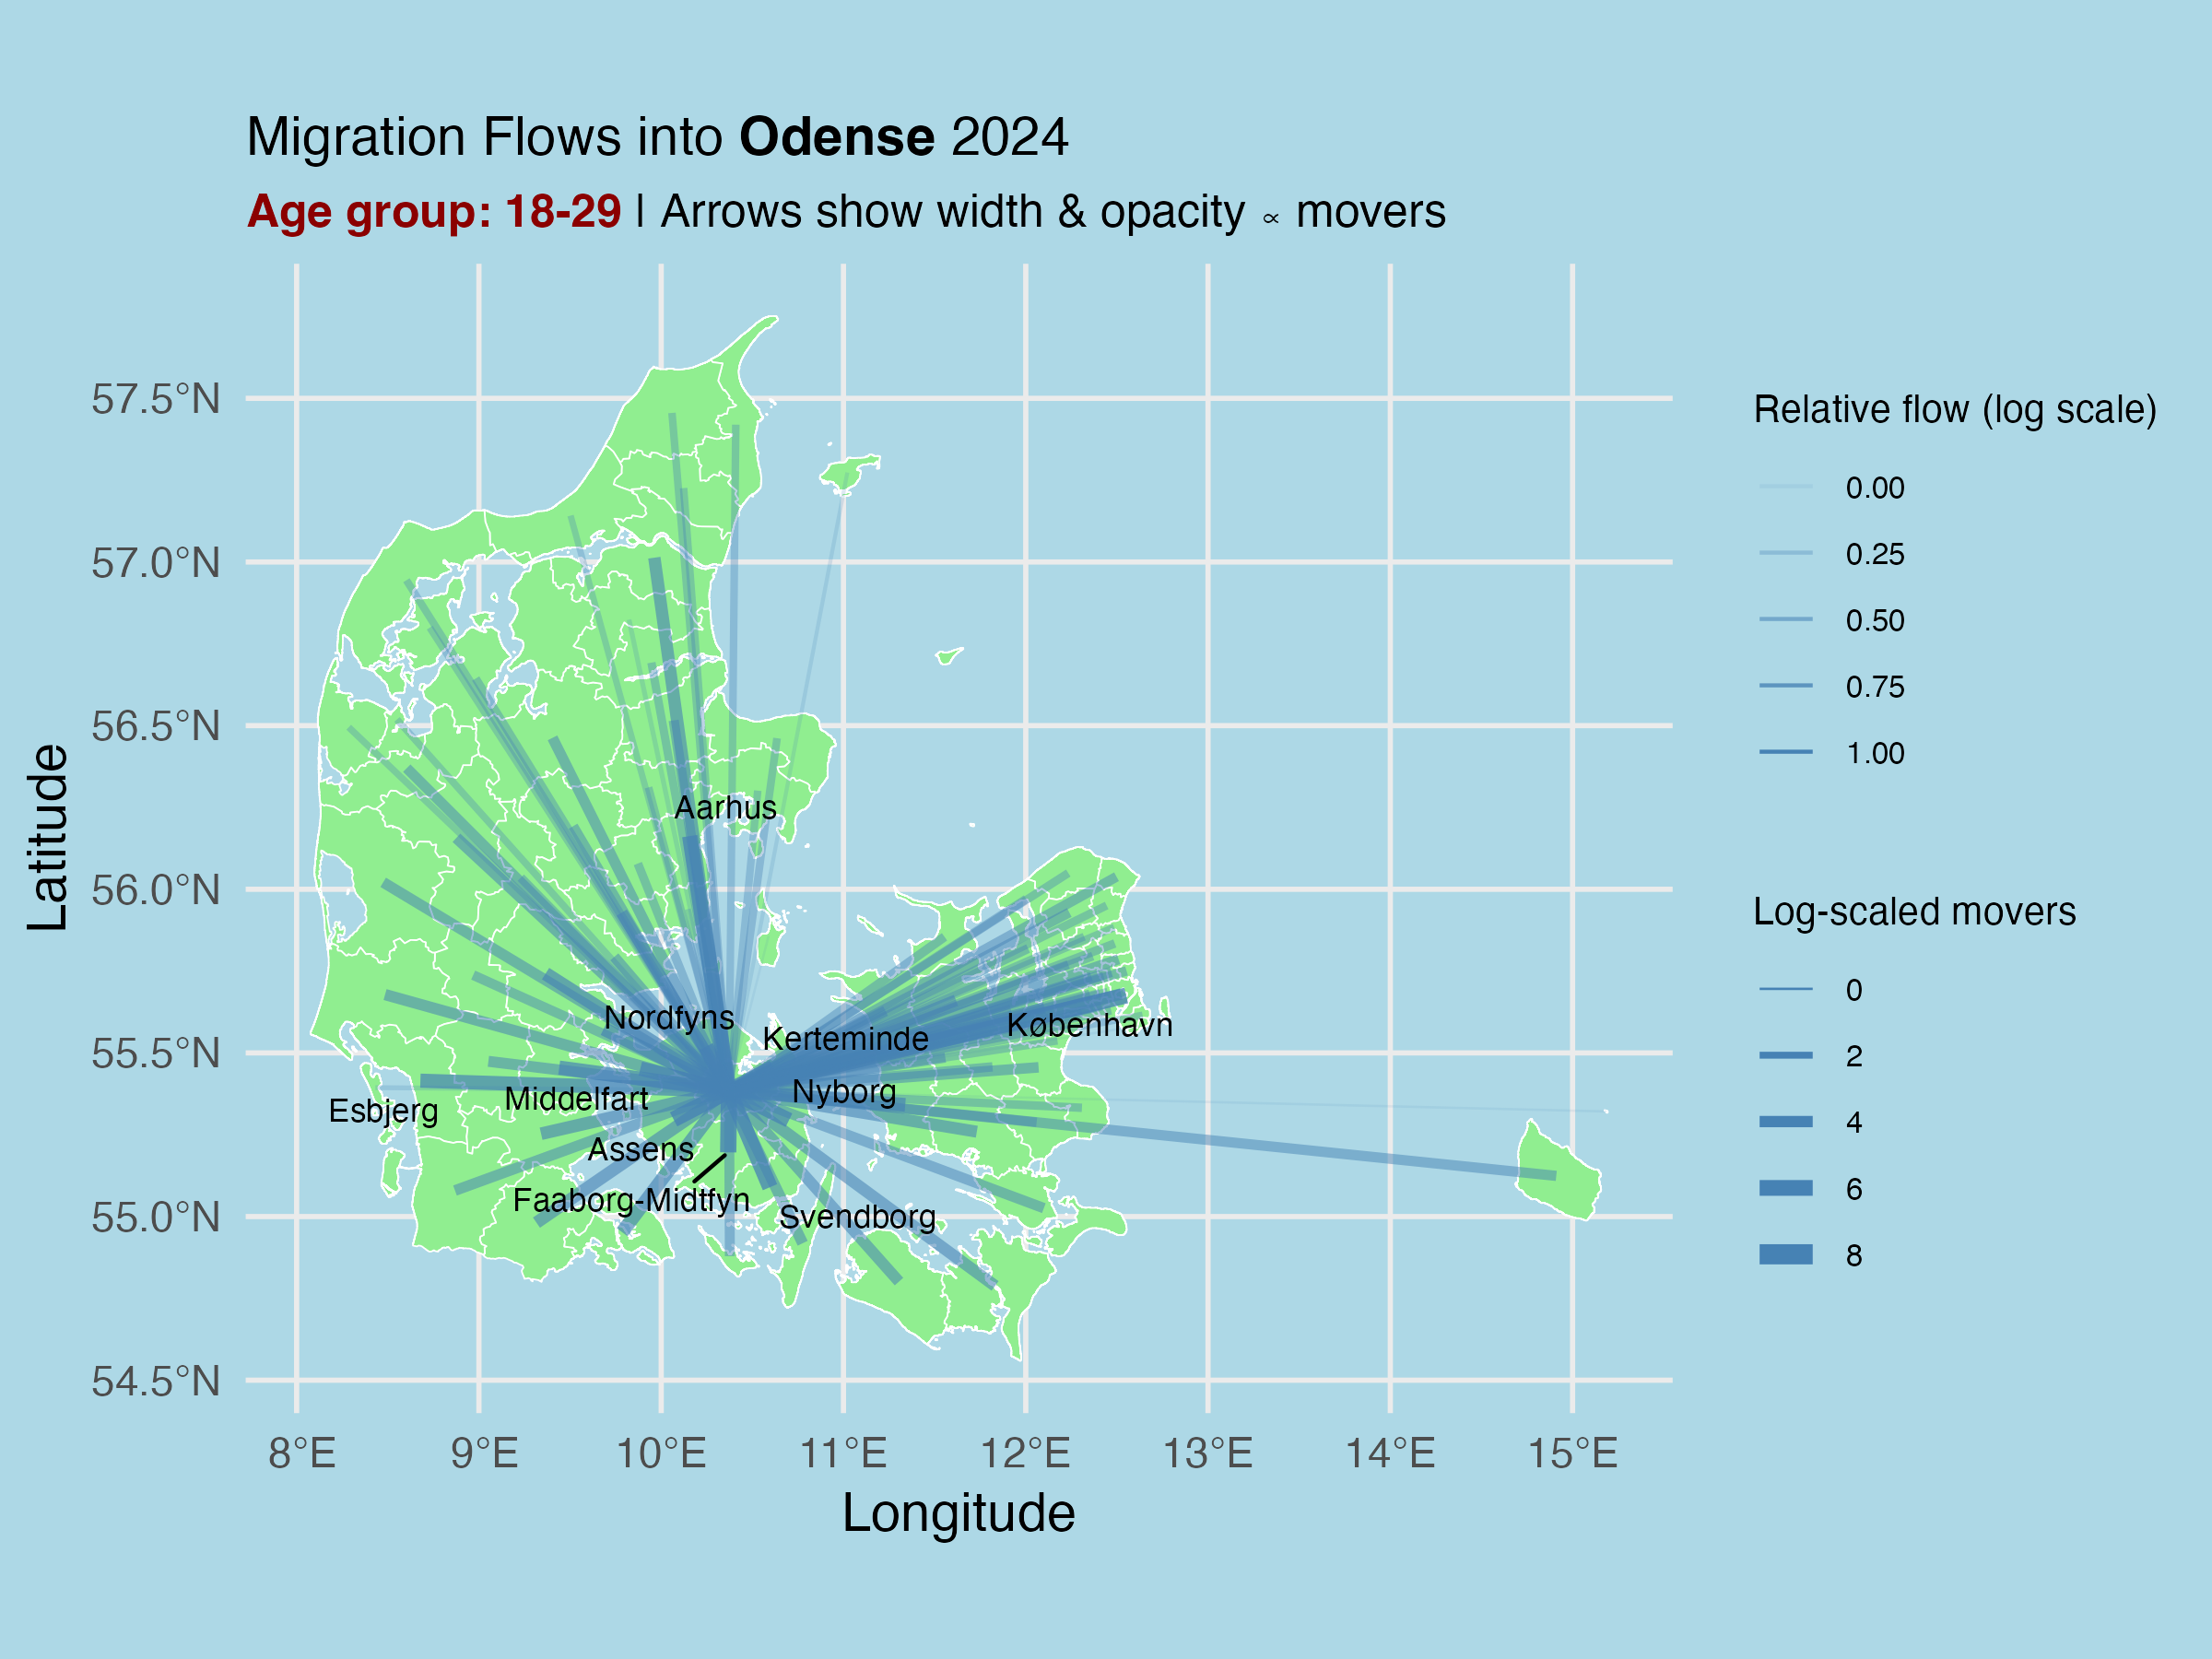 Migration Flows into Odense 2024
Age group: 18-29 | Arrows show width & opacity ∝ movers
57.5°N
57.0°N
56.5°N
56.0°N
55.5°N
55.0°N
54.5°N
Latitude
Aarhus
Nordfyns
Kerteminde
København
Middelfart
Nyborg
Esbjerg
Assens
Faaborg-Midtfyn
Svendborg
8°E
9°E
10°E
11°E
12°E
13°E
14°E
15°E
Longitude
Relative flow (log scale)
0.00
0.25
0.50
0.75
1.00
Log-scaled movers
0
2
4
6
8